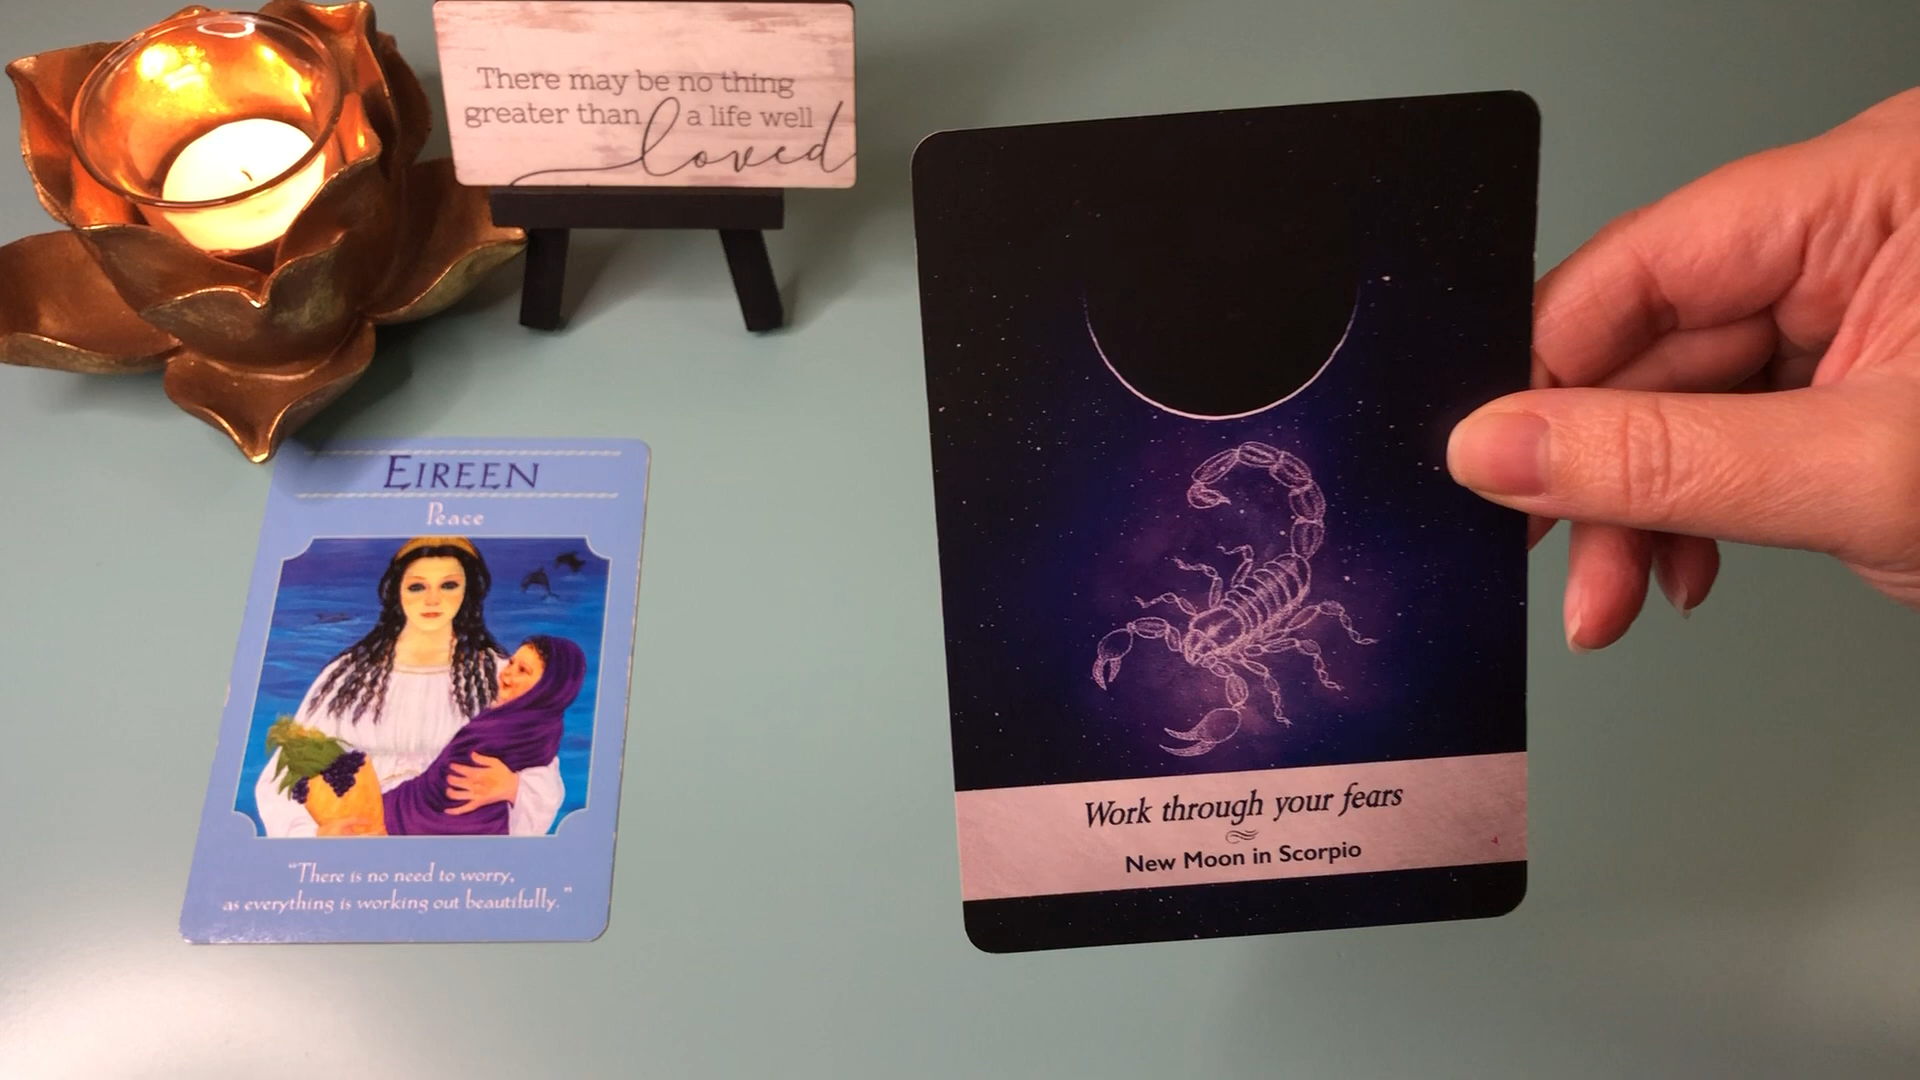 There may be no thing
greater than a life well
loved
EIREEN
Peace
"There is no need to worry,
as everything is working out beautifully."
Work through your fears
New Moon in Scorpio